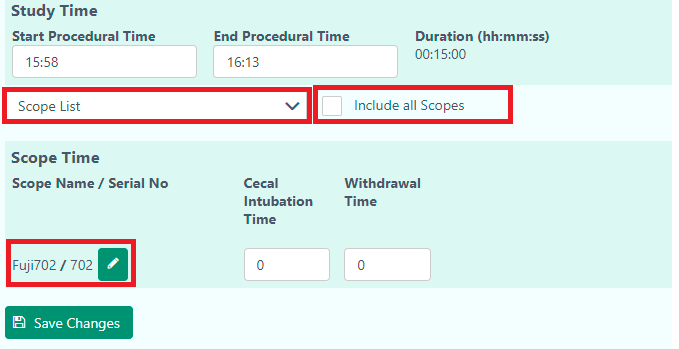 Study Time
Start Procedural Time End Procedural Time Duration (hh:mm:ss)
15:58 16:13 00:15:00
Scope List Include all Scopes
Scope Time
Scope Name / Serial No Cecal Intubation Time Withdrawal Time
Fuji702 / 702 0 0
Save Changes